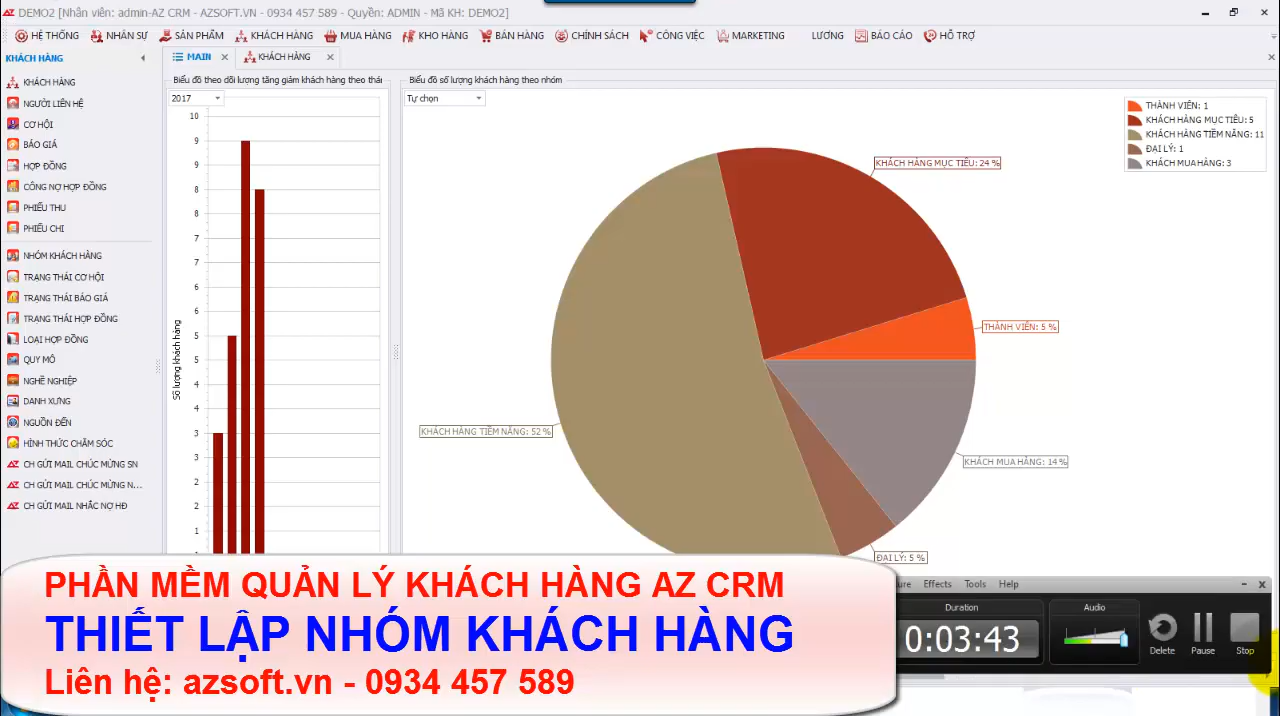 DEMO2 [Nhân viên: admin-AZ CRM - AZSOFT.VN - 0934 457 589 - Quyền: ADMIN - Mã KH: DEMO2]
HỆ THỐNG NHÂN SỰ SẢN PHẨM KHÁCH HÀNG MUA HÀNG KHO HÀNG BÁN HÀNG CHÍNH SÁCH CÔNG VIỆC MARKETING LƯƠNG BÁO CÁO HỖ TRỢ
KHÁCH HÀNG
MAIN
KHÁCH HÀNG
KHÁCH HÀNG
NGƯỜI LIÊN HỆ
CƠ HỘI
BÁO GIÁ
HỢP ĐỒNG
CÔNG NỢ HỢP ĐỒNG
PHIẾU THU
PHIẾU CHI
NHÓM KHÁCH HÀNG
TRẠNG THÁI CƠ HỘI
TRẠNG THÁI BÁO GIÁ
TRẠNG THÁI HỢP ĐỒNG
LOẠI HỢP ĐỒNG
QUY MÔ
NGHỀ NGHIỆP
DANH XƯNG
NGUỒN ĐẾN
HÌNH THỨC CHĂM SÓC
CH GỬI MAIL CHÚC MỪNG SN
CH GỬI MAIL CHÚC MỪNG N...
CH GỬI MAIL NHẮC NỢ HĐ
Biểu đồ theo dõi lượng tăng giảm khách hàng theo thá
2017
10
9
9
8
8
7
6
6
6
5
5
4
4
3
3
2
2
1
Số lượng khách hàng
Biểu đồ số lượng khách hàng theo nhóm
Tự chọn
THÀNH VIÊN: 1
KHÁCH HÀNG MỤC TIÊU: 5
KHÁCH HÀNG TIỀM NĂNG: 11
ĐẠI LÝ: 1
KHÁCH MUA HÀNG: 3
KHÁCH HÀNG MỤC TIÊU: 24 %
THÀNH VIÊN: 5 %
KHÁCH HÀNG TIỀM NĂNG: 52 %
KHÁCH MUA HÀNG: 14 %
ĐẠI LÝ: 5 %
PHẦN MỀM QUẢN LÝ KHÁCH HÀNG AZ CRM
THIẾT LẬP NHÓM KHÁCH HÀNG
Liên hệ: azsoft.vn - 0934 457 589
ure Effects Tools Help
Duration
Audio
0:03:43
Delete Pause Stop